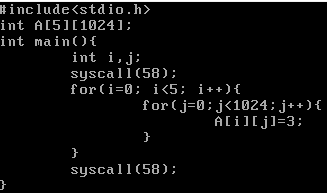 #include<stdio.h>
int A[5][1024];
int main(){
        int i,j;
        syscall(58);
        for(i=0; i<5; i++){
                for(j=0;j<1024;j++){
                        A[i][j]=3;
                }
        }
        syscall(58);
}